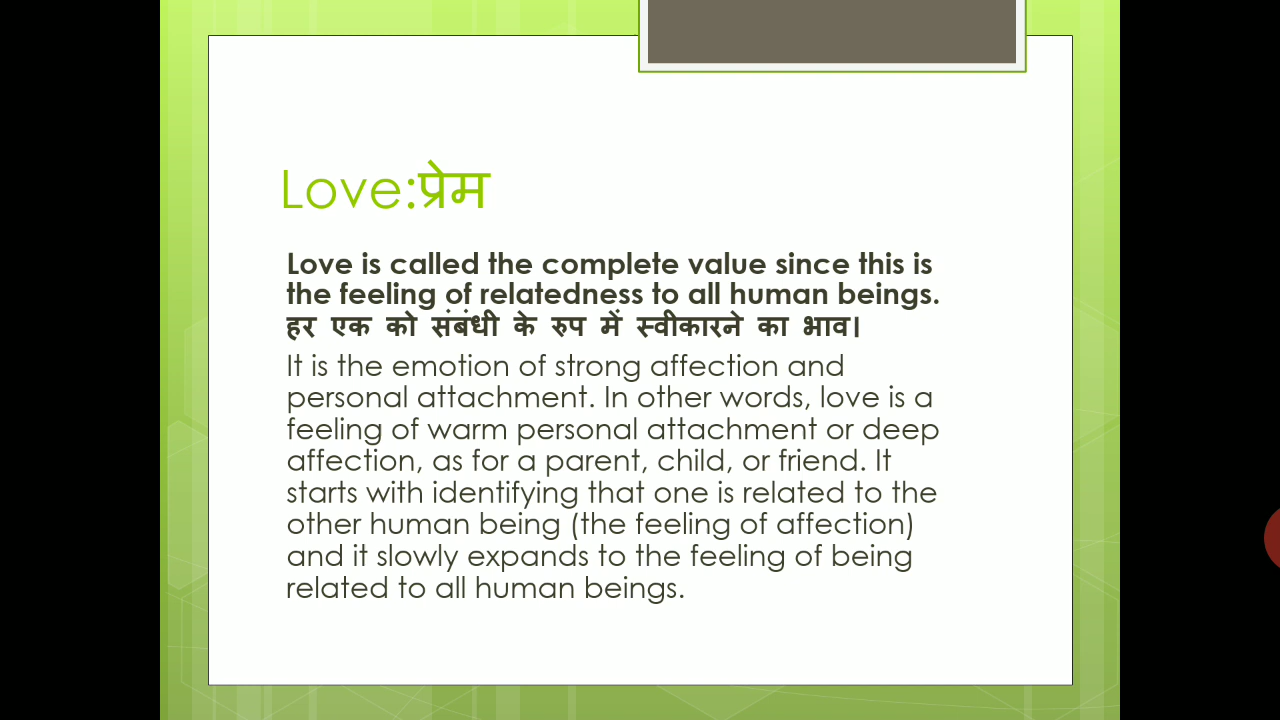 Love:प्रेम
Love is called the complete value since this is
the feeling of relatedness to all human beings.
हर एक को संबंधी के रुप में स्वीकारने का भाव।
It is the emotion of strong affection and
personal attachment. In other words, love is a
feeling of warm personal attachment or deep
affection, as for a parent, child, or friend. It
starts with identifying that one is related to the
other human being (the feeling of affection)
and it slowly expands to the feeling of being
related to all human beings.